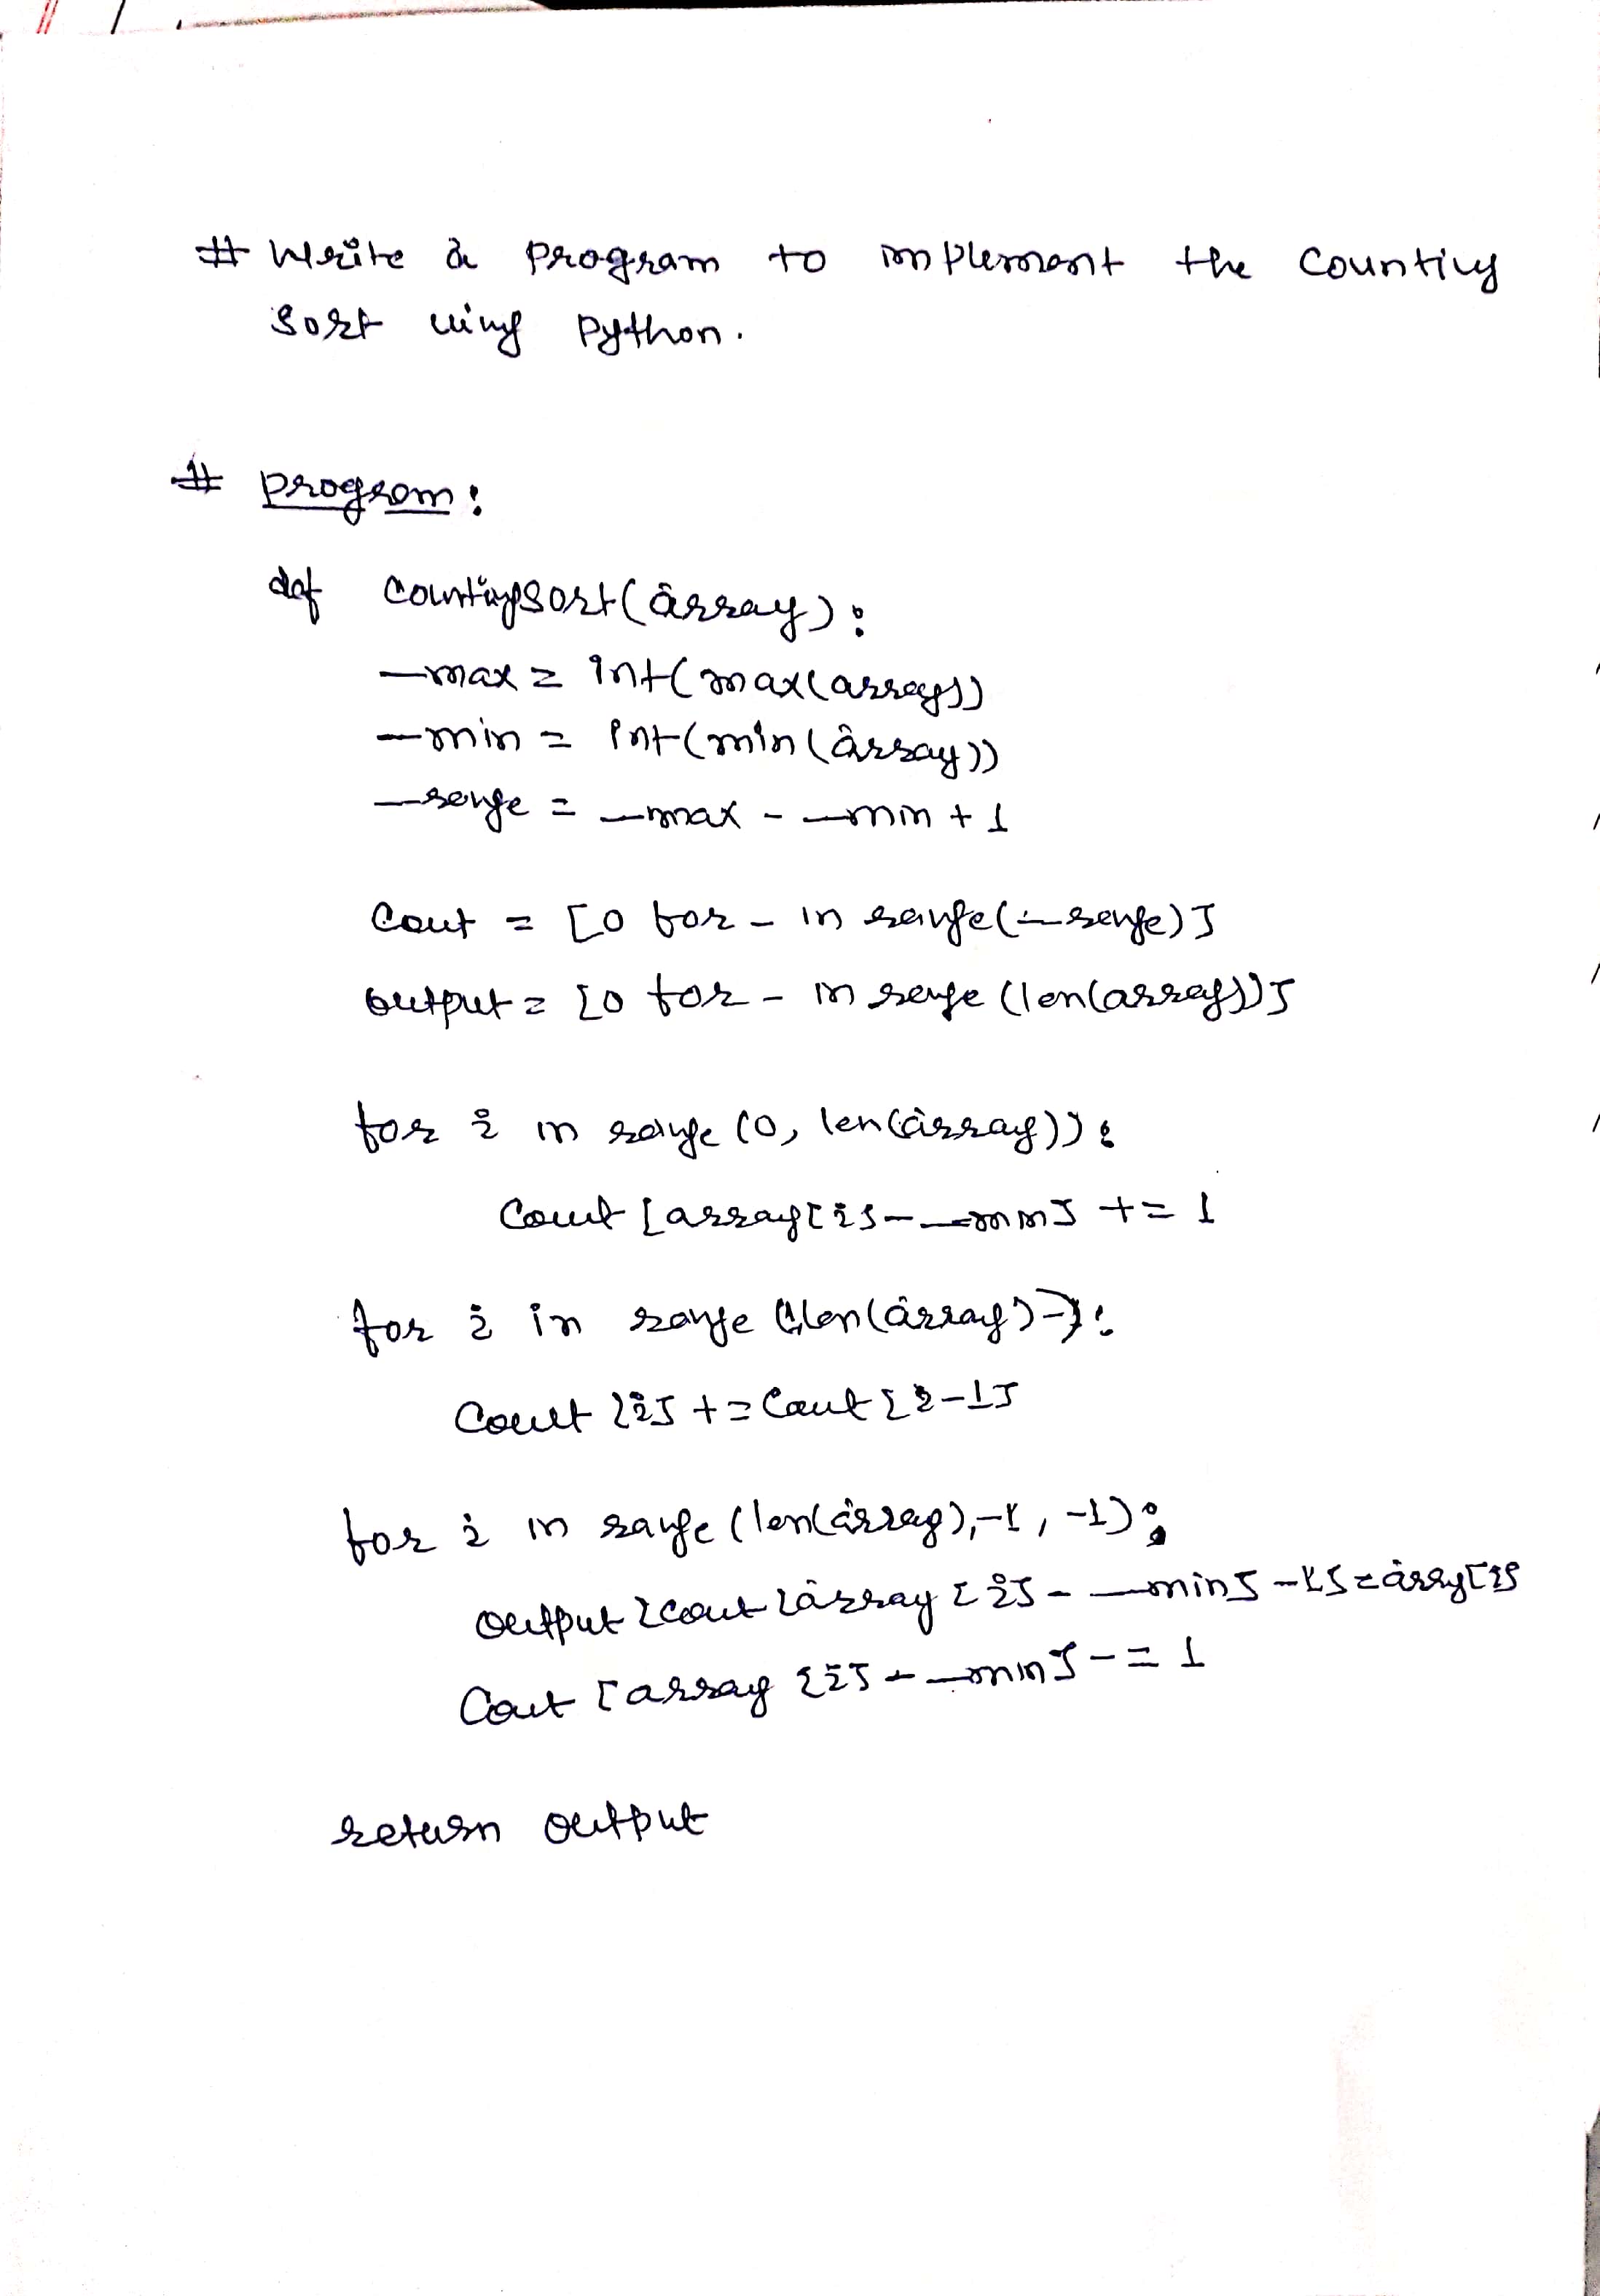 # Write a program to implement the Counting
Sort using Python.
# Program:
def CountingSort(array):
_max = int(max(array))
_min = int(min(array))
_range = _max - _min + 1
Count = [0 for - in range(_range)]
output = [0 for - in range (len(array))]
for i in range (0, len(array)):
Count [array[i] - _min] += 1
for i in range (len(array)-):
Count [i] += Count [i-1]
for i in range (len(array),-1, -1):
output [count [array [i] - _min] -1] = arry[i]
Count [array [i] - _min] -= 1
return output